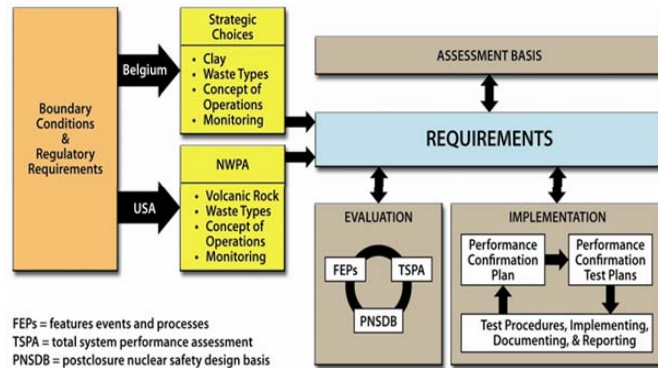 Boundary
Conditions
&
Regulatory
Requirements
Belgium
USA
Strategic
Choices
• Clay
• Waste Types
• Concept of
Operations
• Monitoring
NWPA
• Volcanic Rock
• Waste Types
• Concept of
Operations
• Monitoring
ASSESSMENT BASIS
REQUIREMENTS
EVALUATION
FEPs
TSPA
PNSDB
IMPLEMENTATION
Performance
Confirmation
Plan
Performance
Confirmation
Test Plans
Test Procedures, Implementing,
Documenting, & Reporting
FEPs = features events and processes
TSPA = total system performance assessment
PNSDB = postclosure nuclear safety design basis